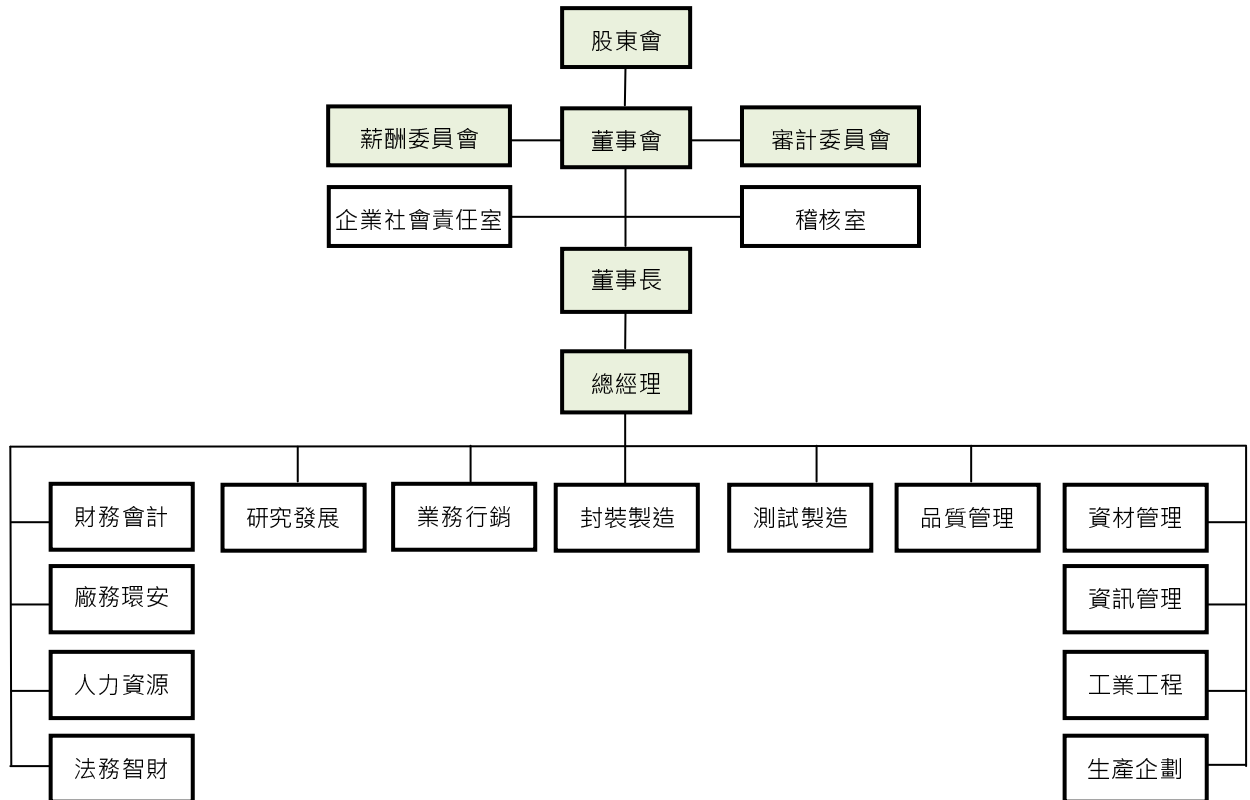 股東會
薪酬委員會
董事會
審計委員會
企業社會責任室
稽核室
董事長
總經理
財務會計
研究發展
業務行銷
封裝製造
測試製造
品質管理
資材管理
廠務環安
資訊管理
人力資源
工業工程
法務智財
生產企劃